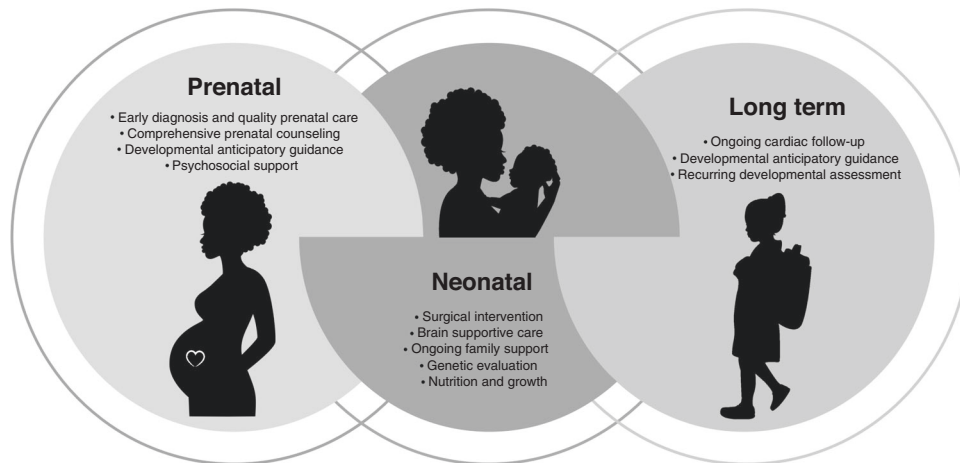 Prenatal
• Early diagnosis and quality prenatal care
• Comprehensive prenatal counseling
• Developmental anticipatory guidance
• Psychosocial support
Neonatal
• Surgical intervention
• Brain supportive care
• Ongoing family support
• Genetic evaluation
• Nutrition and growth
Long term
• Ongoing cardiac follow-up
• Developmental anticipatory guidance
• Recurring developmental assessment